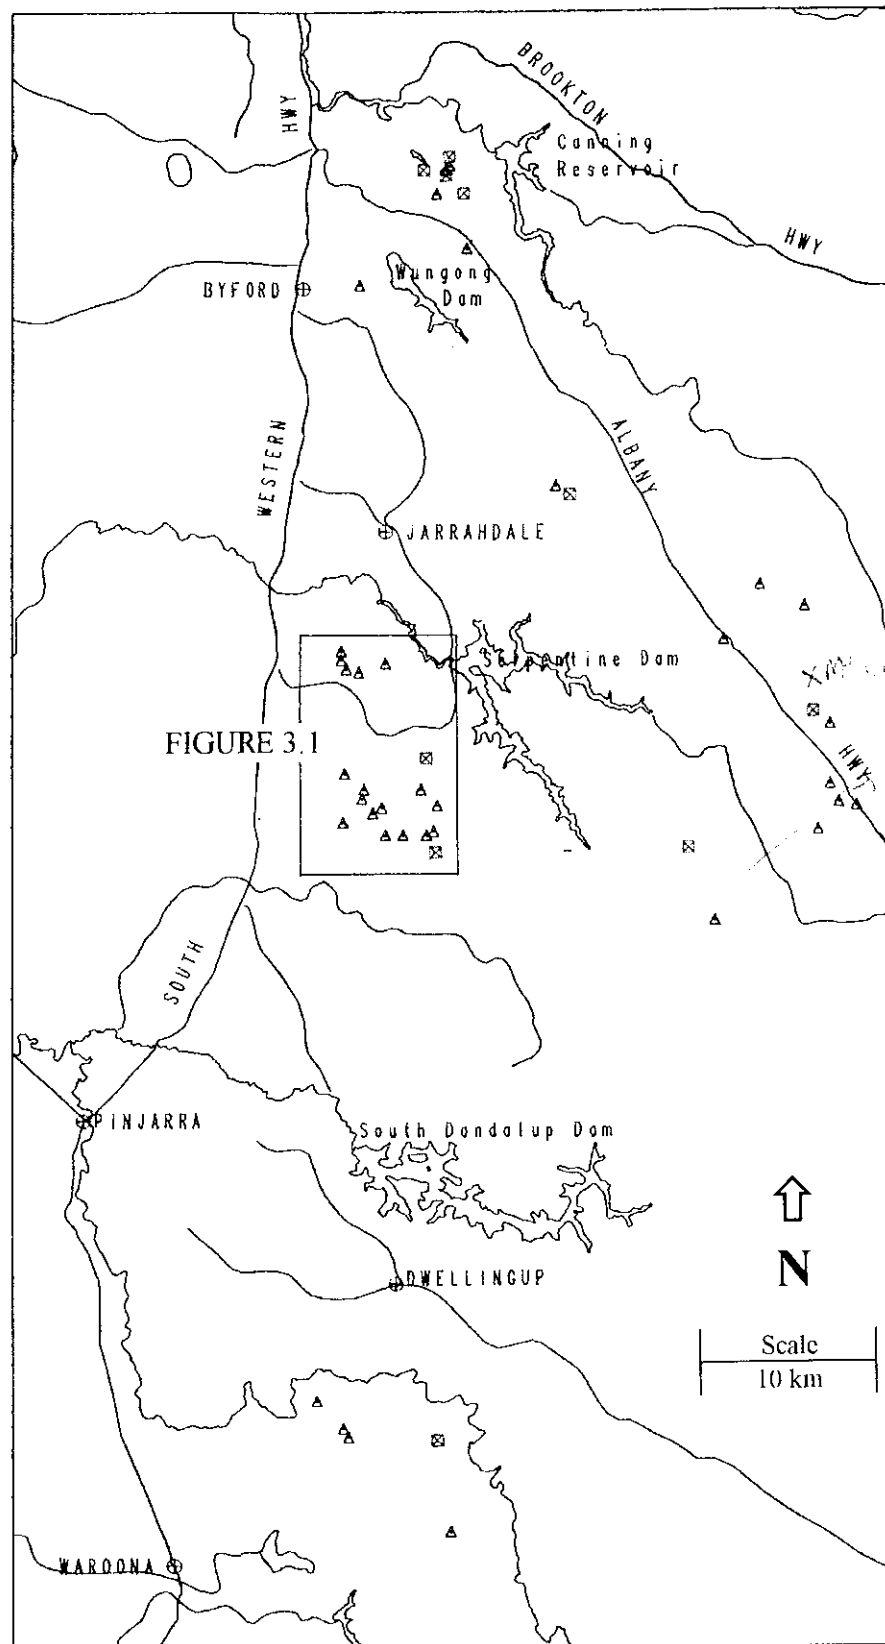 BROOKTON
HWY
Canning
Reservoir
HWY
Wungong
Dam
BYFORD
WESTERN
ALBANY
JARRAHDALE
Serpentine Dam
FIGURE 3.1
HWY
SOUTH
PINJARRA
South Dandalup Dam
N
DWELLINGUP
Scale
10 km
WAROONA